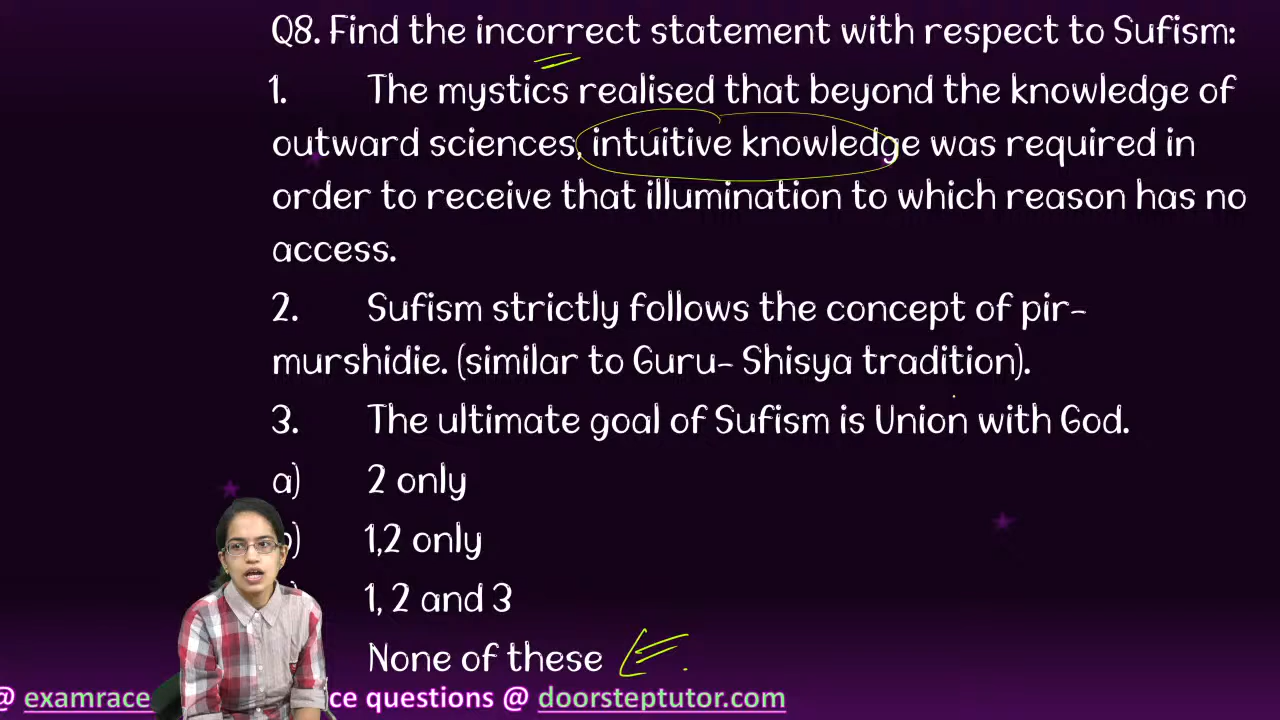 Q8. Find the incorrect statement with respect to Sufism:
1. The mystics realised that beyond the knowledge of
outward sciences, intuitive knowledge was required in
order to receive that illumination to which reason has no
access.
2. Sufism strictly follows the concept of pir-
murshidie. (similar to Guru- Shisya tradition).
3. The ultimate goal of Sufism is Union with God.
a) 2 only
) 1,2 only
) 1, 2 and 3
None of these
@ examrace ce questions @ doorsteptutor.com